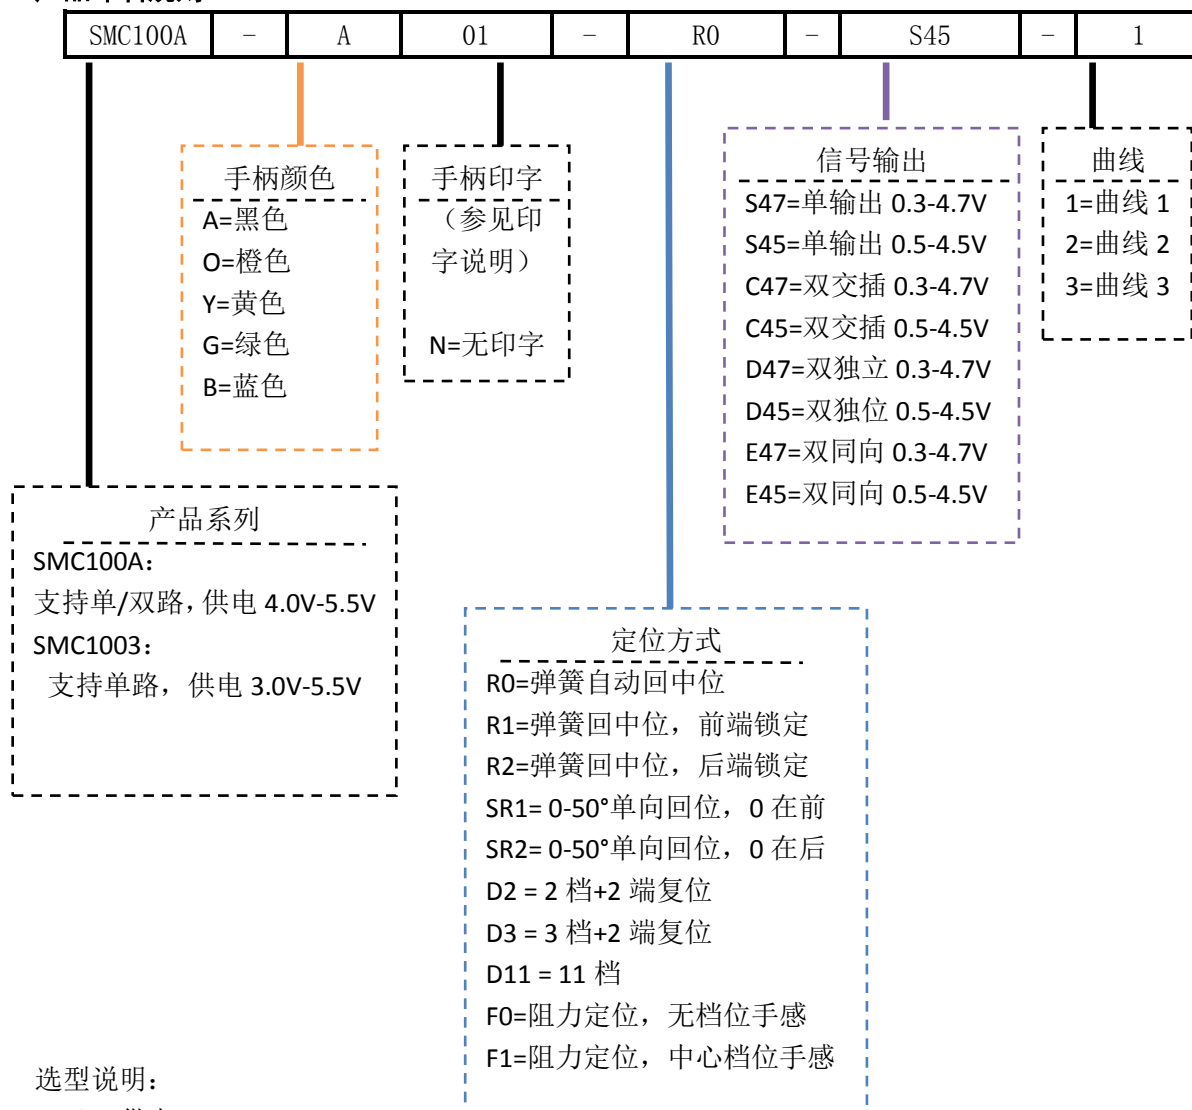 SMC100A - A 01 - R0 - S45 - 1
手柄颜色
A=黑色
O=橙色
Y=黄色
G=绿色
B=蓝色
手柄印字
（参见印
字说明）
N=无印字
信号输出
S47=单输出 0.3-4.7V
S45=单输出 0.5-4.5V
C47=双交插 0.3-4.7V
C45=双交插 0.5-4.5V
D47=双独立 0.3-4.7V
D45=双独位 0.5-4.5V
E47=双同向 0.3-4.7V
E45=双同向 0.5-4.5V
曲线
1=曲线 1
2=曲线 2
3=曲线 3
产品系列
SMC100A：
支持单/双路，供电 4.0V-5.5V
SMC1003：
支持单路，供电 3.0V-5.5V
定位方式
R0=弹簧自动回中位
R1=弹簧回中位，前端锁定
R2=弹簧回中位，后端锁定
SR1= 0-50°单向回位，0 在前
SR2= 0-50°单向回位，0 在后
D2 = 2 档+2 端复位
D3 = 3 档+2 端复位
D11 = 11 档
F0=阻力定位，无档位手感
F1=阻力定位，中心档位手感
选型说明：